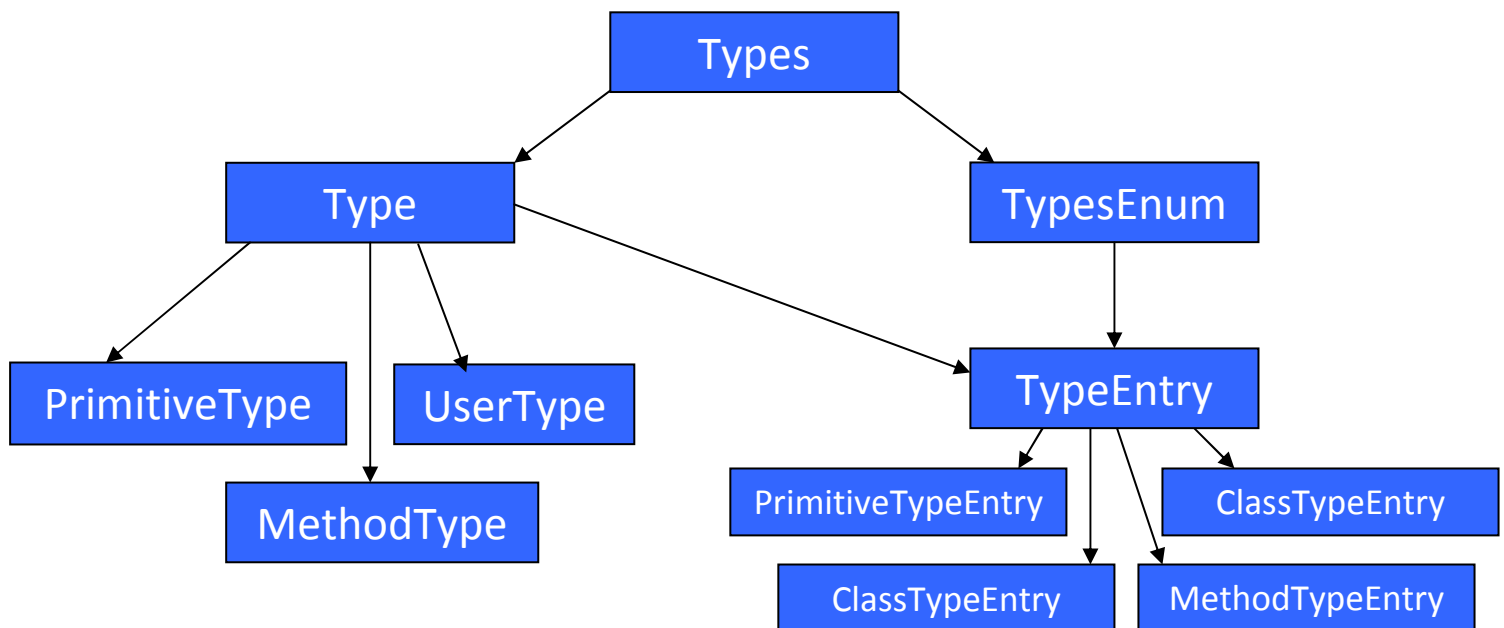 Types
Type
TypesEnum
PrimitiveType
UserType
TypeEntry
MethodType
PrimitiveTypeEntry
ClassTypeEntry
ClassTypeEntry
MethodTypeEntry